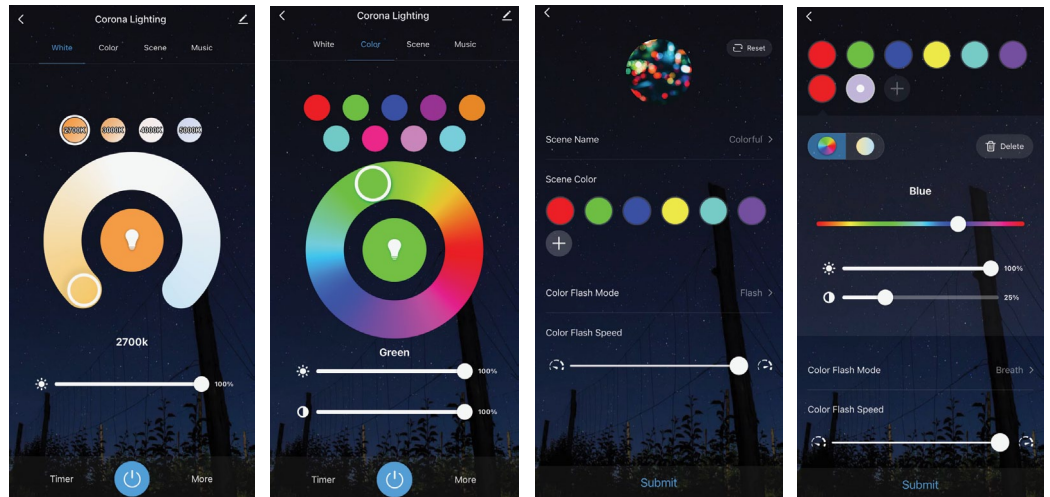 Corona Lighting
White Color Scene Music
2700K 3000K 4000K 5000K
2700k
100%
Timer More
Corona Lighting
White Color Scene Music
Green
100%
100%
Timer More
Reset
Scene Name Colorful
Scene Color
Color Flash Mode Flash
Color Flash Speed
Submit
Delete
Blue
100%
25%
Color Flash Mode Breath
Color Flash Speed
Submit